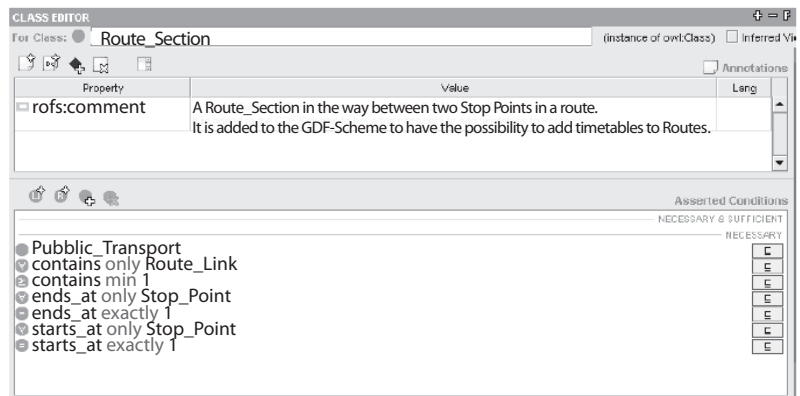 CLASS EDITOR
For Class: Route_Section (instance of owl:Class) Inferred Vi
Annotations
Property Value Lang
rofs:comment A Route_Section in the way between two Stop Points in a route.
It is added to the GDF-Scheme to have the possibility to add timetables to Routes.
Asserted Conditions
NECESSARY & SUFFICIENT
NECESSARY
Pubblic_Transport
contains only Route_Link
contains min 1
ends_at only Stop_Point
ends_at exactly 1
starts_at only Stop_Point
starts_at exactly 1